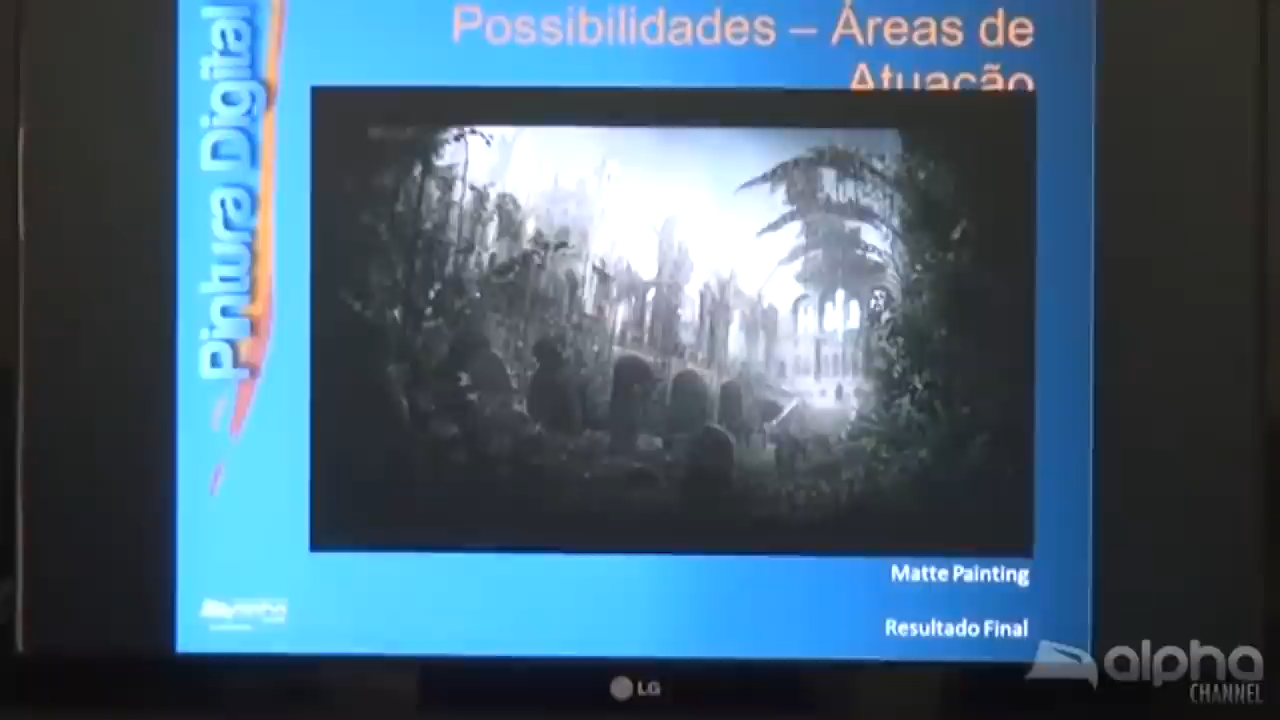 Possibilidades – Áreas de
Atuação
Pintura Digital
Matte Painting
Resultado Final
LG
alpha
CHANNEL